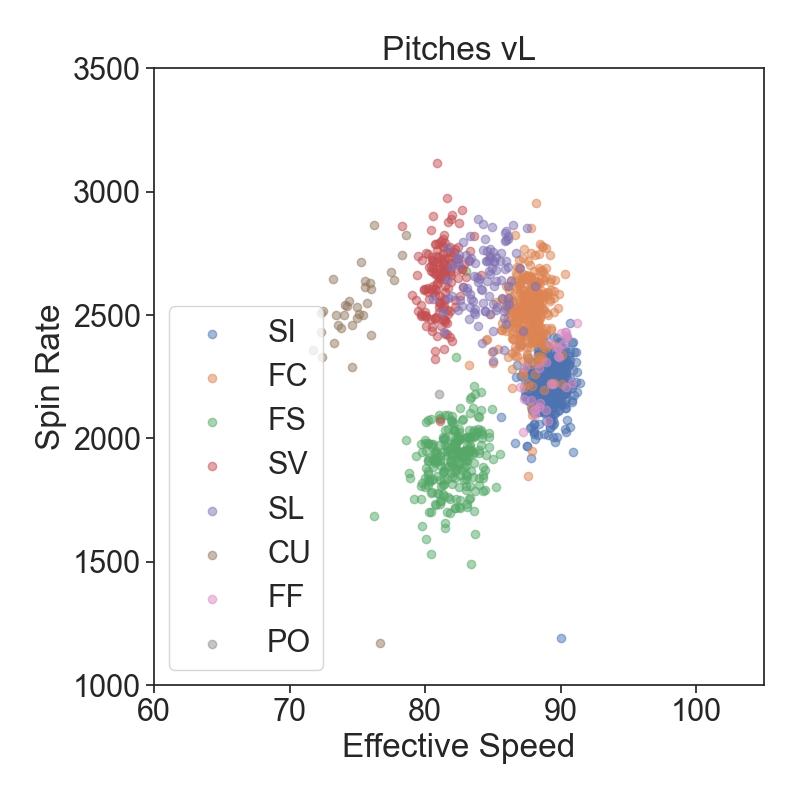 Pitches vL
3500
3000
2500
2000
1500
1000
Spin Rate
SI
FC
FS
SV
SL
CU
FF
PO
60 70 80 90 100
Effective Speed